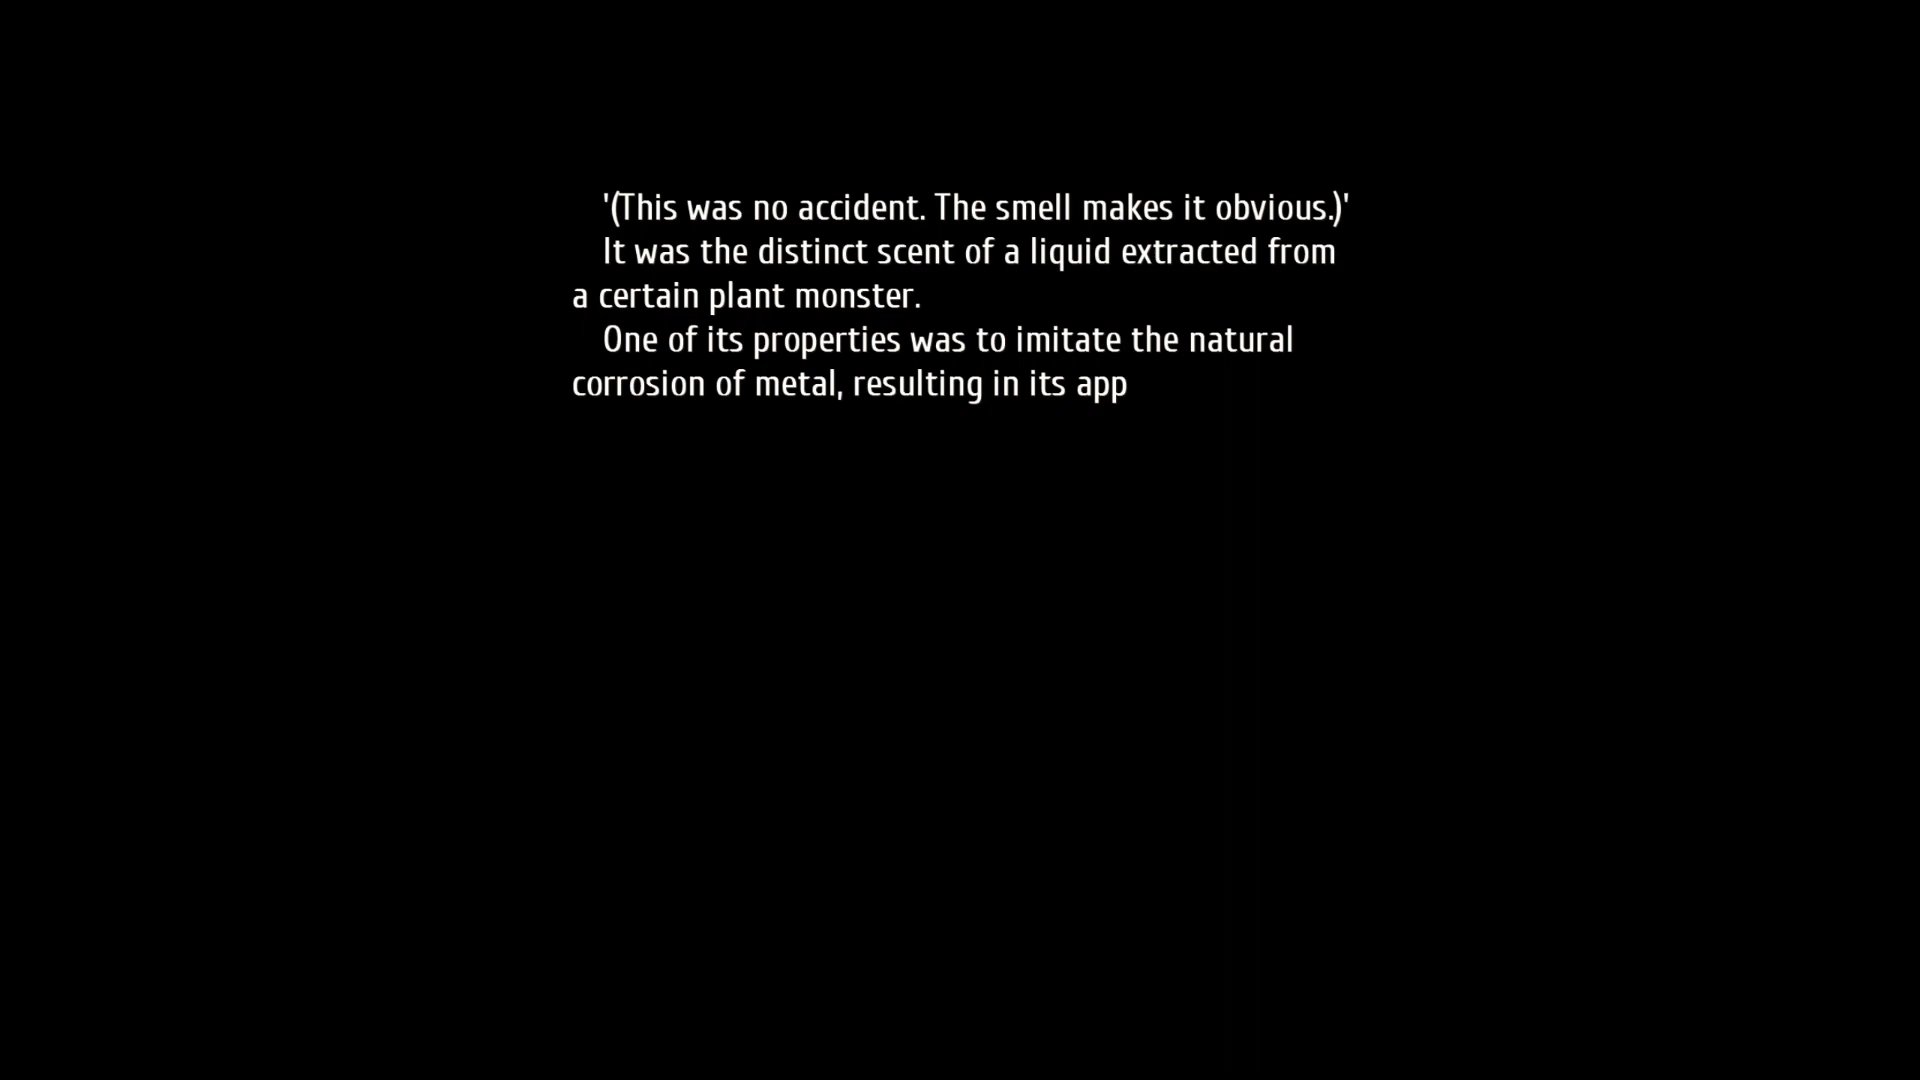 '(This was no accident. The smell makes it obvious.)'
It was the distinct scent of a liquid extracted from
a certain plant monster.
One of its properties was to imitate the natural
corrosion of metal, resulting in its app